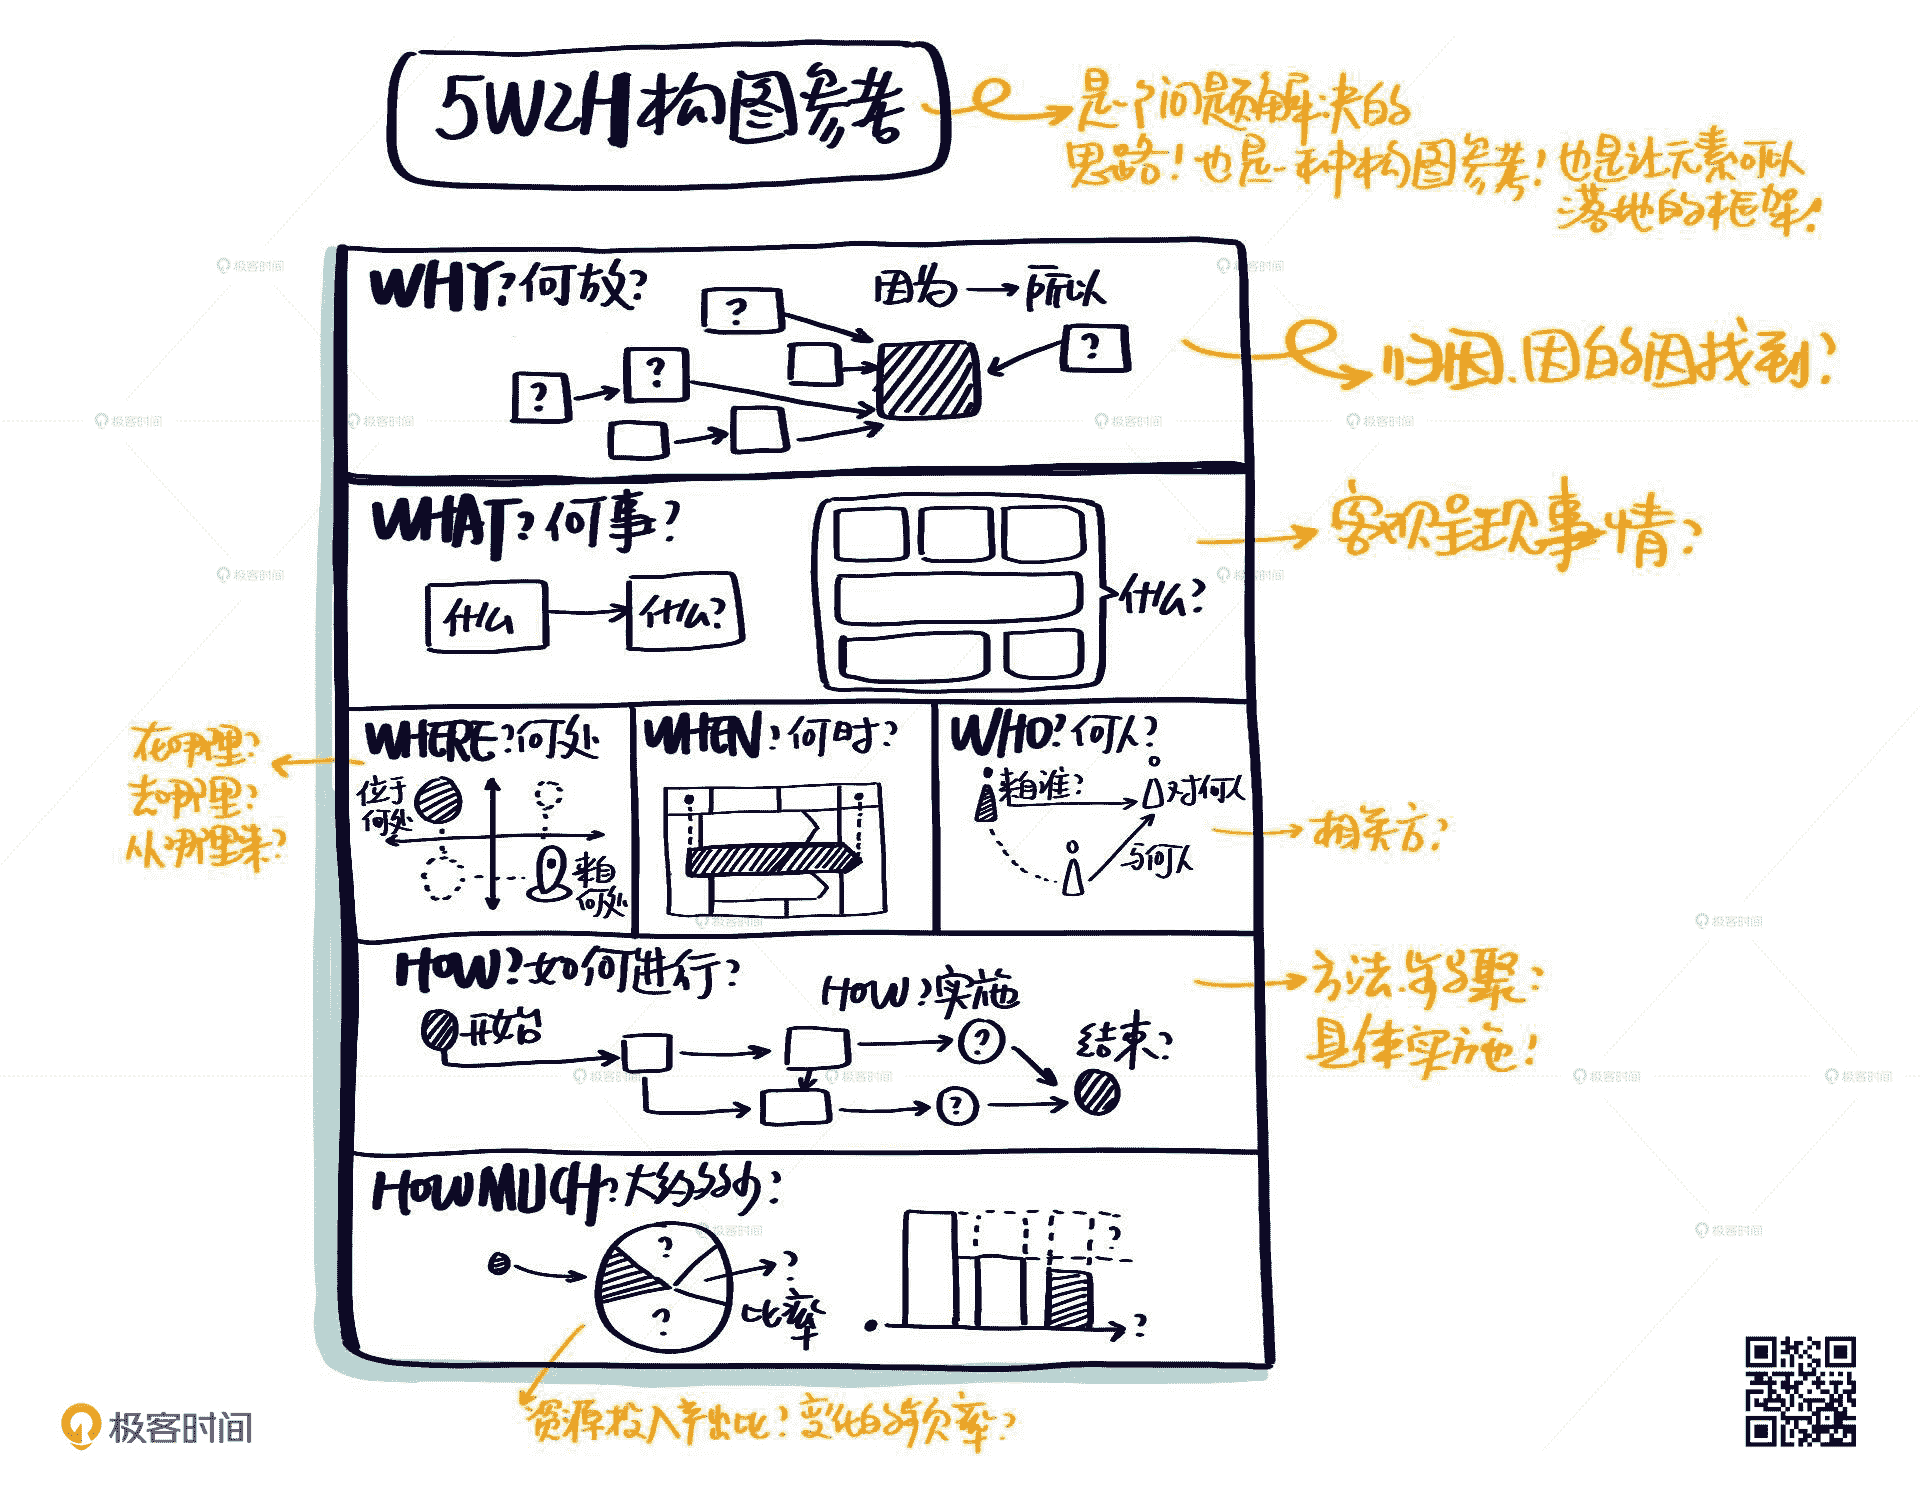 5W2H构图参考
是个问题解决的
思路！也是一种构图参考！也是让元素可以
落地的框架！
WHY?何故?
因为→所以
?
?
?
?
归因.因的因找到?
WHAT?何事?
什么
什么?
什么?
客观呈现事情?
WHERE?何处
位于
何处
来自
何处
在哪里?
去哪里?
从哪里来?
WHEN?何时?
WHO?何人?
来自谁?
对何人
与何人
相关方?
HOW?如何进行?
HOW?实施
开始
?
结束?
?
方法.步骤?
具体实施!
HOW MUCH?大约多少?
?
?
?
比率
?
?
资源投入产出比?变化的频率?
极客时间